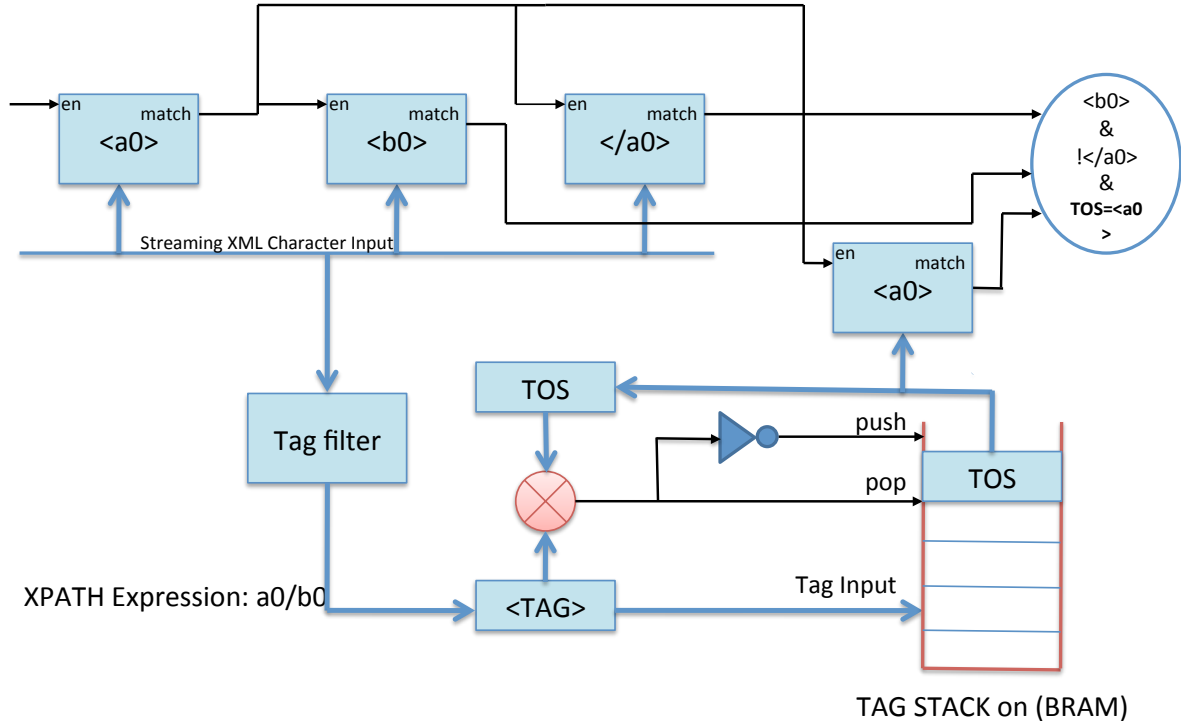 en
match
<a0>
en
match
<b0>
en
match
</a0>
<b0>
&
!</a0>
&
TOS=<a0
>
Streaming XML Character Input
en
match
<a0>
TOS
push
Tag filter
TOS
pop
XPATH Expression: a0/b0
<TAG>
Tag Input
TAG STACK on (BRAM)